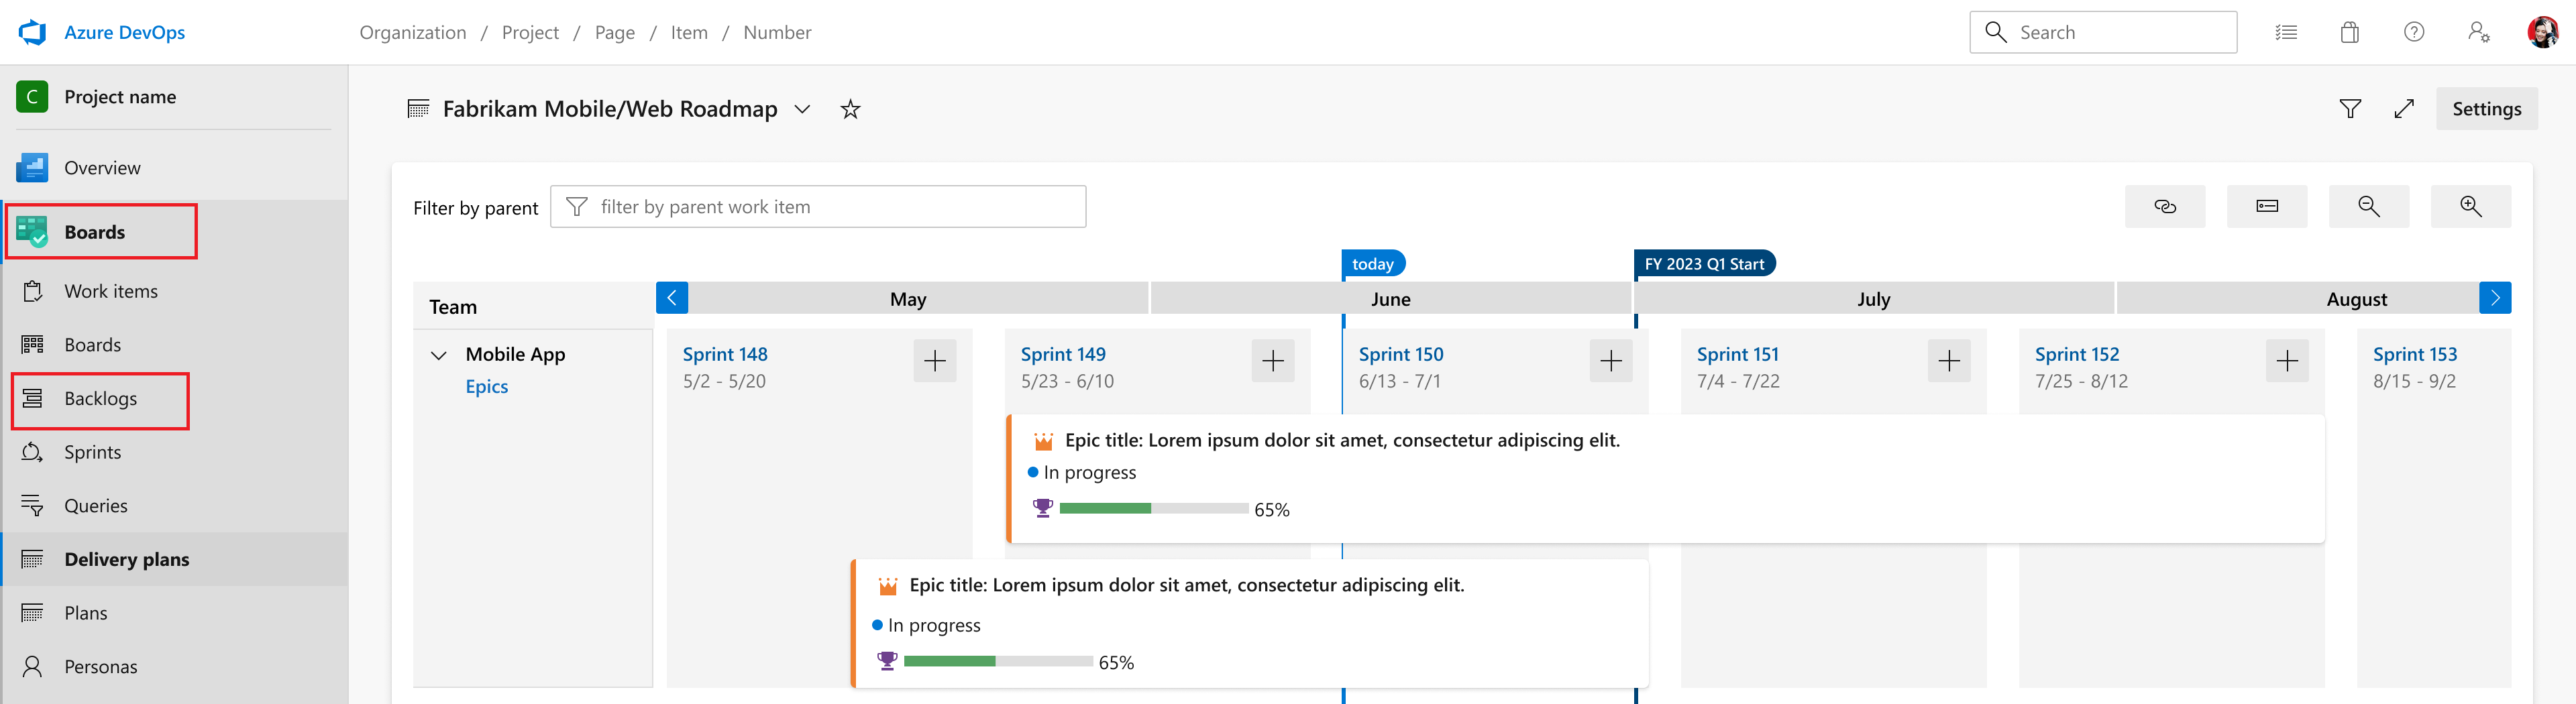 Azure DevOps
Organization / Project / Page / Item / Number
Search
C Project name
Overview
Boards
Work items
Boards
Backlogs
Sprints
Queries
Delivery plans
Plans
Personas
Fabrikam Mobile/Web Roadmap
Settings
Filter by parent filter by parent work item
today FY 2023 Q1 Start
Team May June July August
Mobile App
Epics
Sprint 148
5/2 - 5/20
Sprint 149
5/23 - 6/10
Sprint 150
6/13 - 7/1
Sprint 151
7/4 - 7/22
Sprint 152
7/25 - 8/12
Sprint 153
8/15 - 9/2
Epic title: Lorem ipsum dolor sit amet, consectetur adipiscing elit.
In progress
65%
Epic title: Lorem ipsum dolor sit amet, consectetur adipiscing elit.
In progress
65%